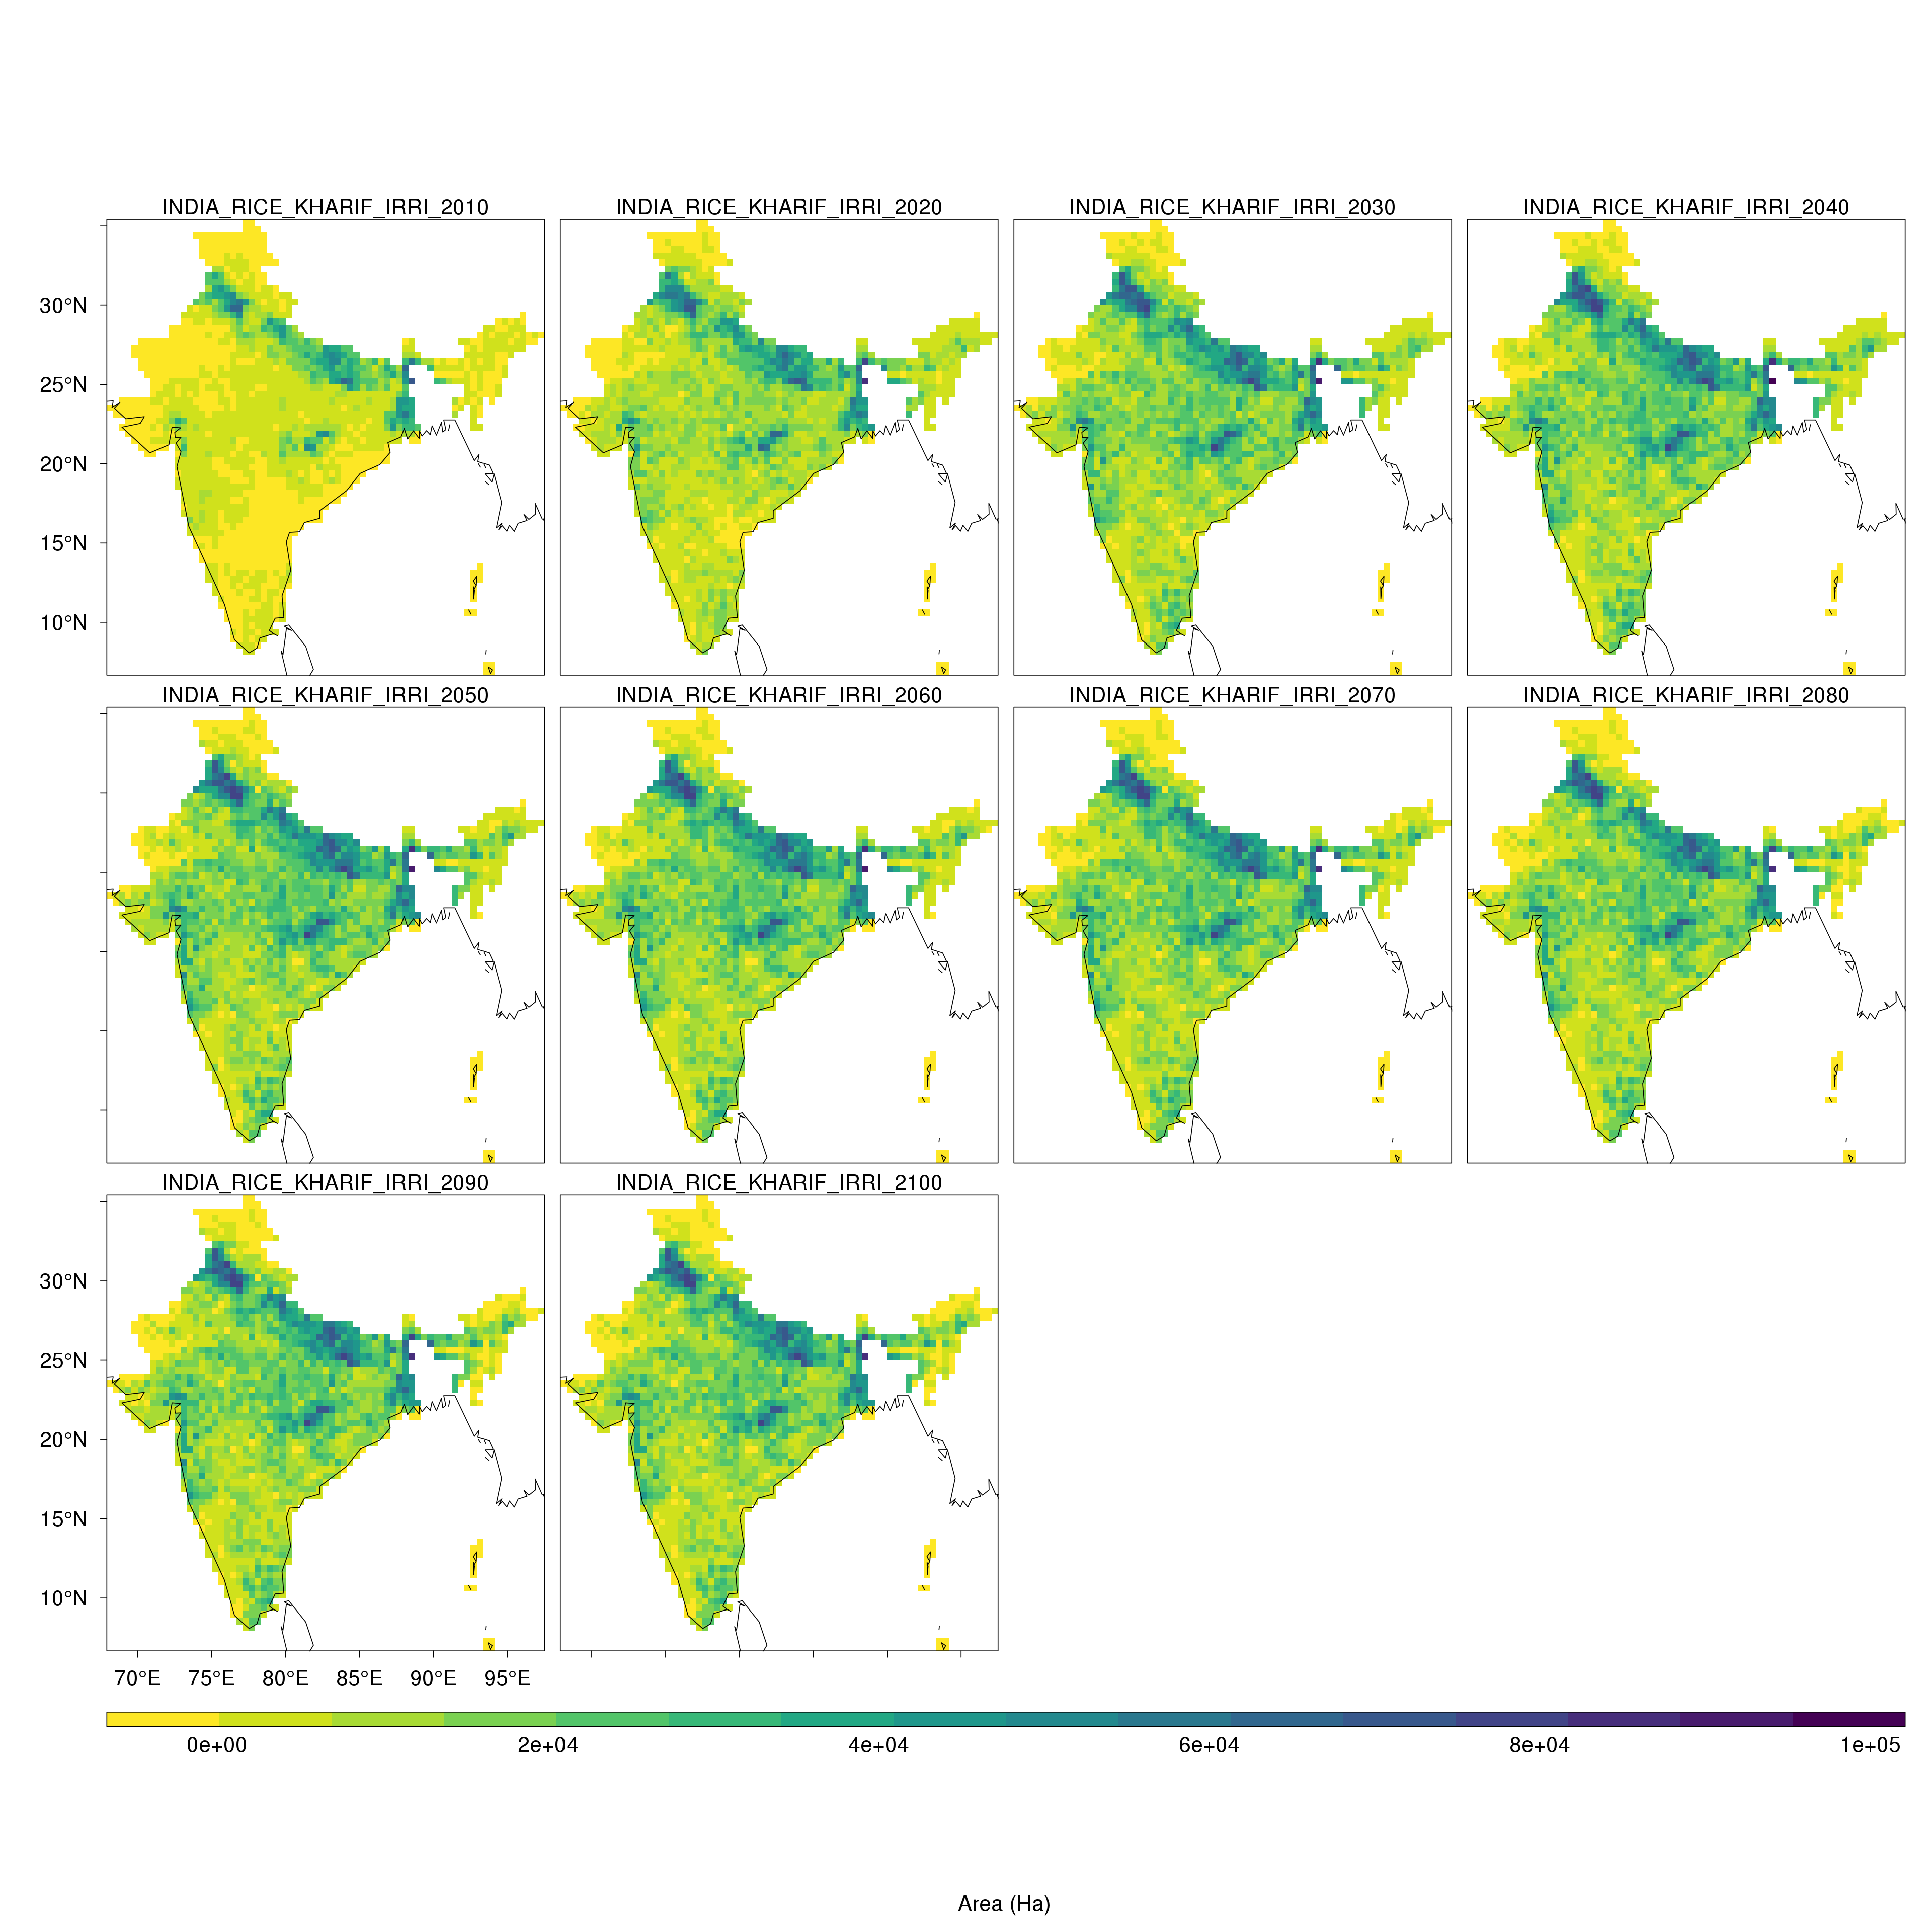 INDIA_RICE_KHARIF_IRRI_2010 INDIA_RICE_KHARIF_IRRI_2020 INDIA_RICE_KHARIF_IRRI_2030 INDIA_RICE_KHARIF_IRRI_2040
30°N
25°N
20°N
15°N
10°N
INDIA_RICE_KHARIF_IRRI_2050 INDIA_RICE_KHARIF_IRRI_2060 INDIA_RICE_KHARIF_IRRI_2070 INDIA_RICE_KHARIF_IRRI_2080
INDIA_RICE_KHARIF_IRRI_2090 INDIA_RICE_KHARIF_IRRI_2100
30°N
25°N
20°N
15°N
10°N
70°E 75°E 80°E 85°E 90°E 95°E
0e+00 2e+04 4e+04 6e+04 8e+04 1e+05
Area (Ha)